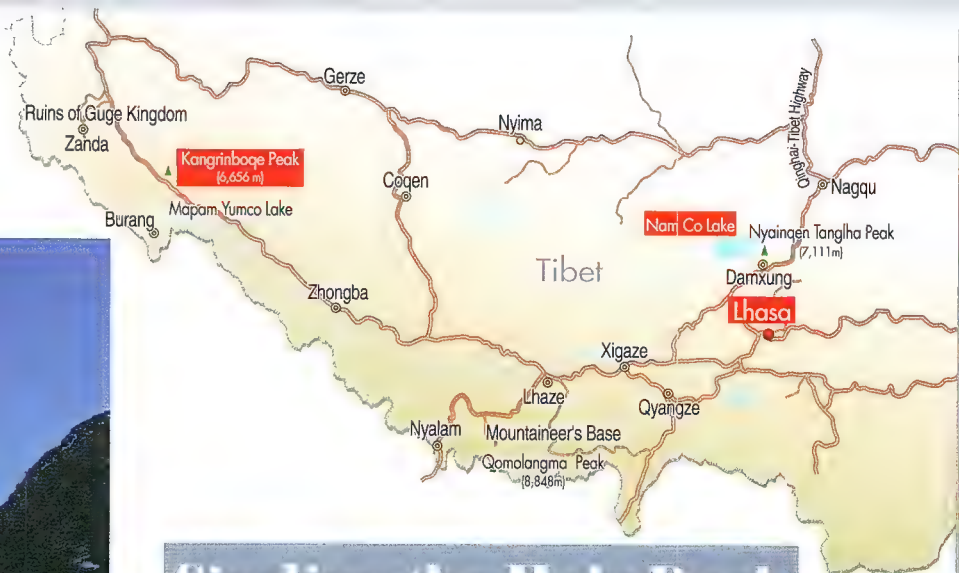 Gerze
Ruins of Guge Kingdom
Zanda
Nyima
Qinghai-Tibet Highway
Kangrinboqe Peak
(6,656 m)
Coqen
Nagqu
Mapam Yumco Lake
Burang
Nam Co Lake
Nyainqen Tanglha Peak
(7,111m)
Tibet
Damxung
Zhongba
Lhasa
Xigaze
Lhaze
Qyangze
Nyalam
Mountaineer's Base
Qomolangma Peak
(8,848m)